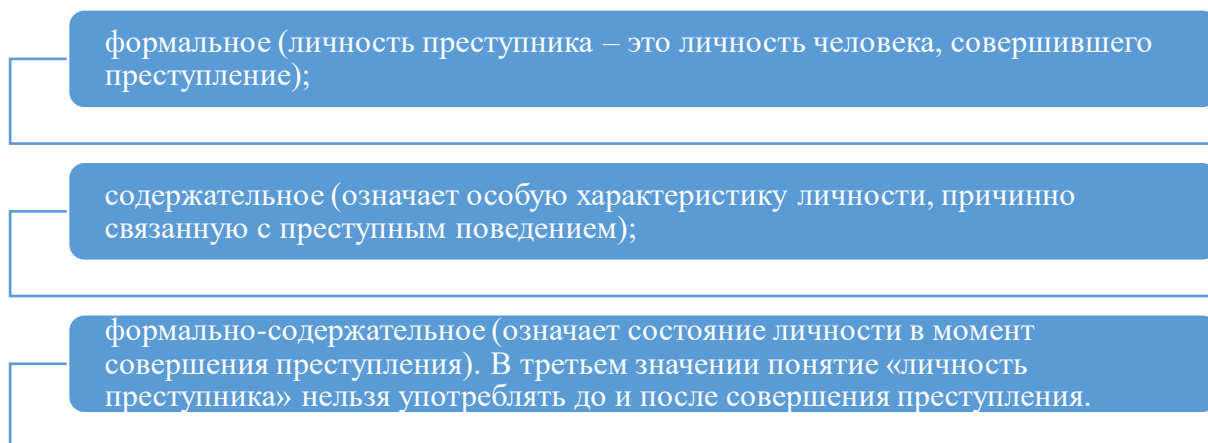 формальное (личность преступника – это личность человека, совершившего
преступление);
содержательное (означает особую характеристику личности, причинно
связанную с преступным поведением);
формально-содержательное (означает состояние личности в момент
совершения преступления). В третьем значении понятие «личность
преступника» нельзя употреблять до и после совершения преступления.